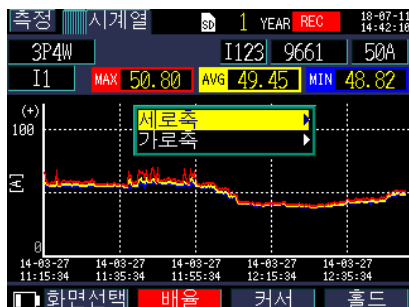 측정 시계열 SD 1 YEAR REC 18-07-11 14:42:10
3P4W I123 9661 50A
I1 MAX 50.80 AVG 49.45 MIN 48.82
(+)
100
세로축
가로축
[A]
0
14-03-27 14-03-27 14-03-27 14-03-27 14-03-27
11:15:34 11:35:34 11:55:34 12:15:34 12:35:34
화면선택 배율 커서 홀드